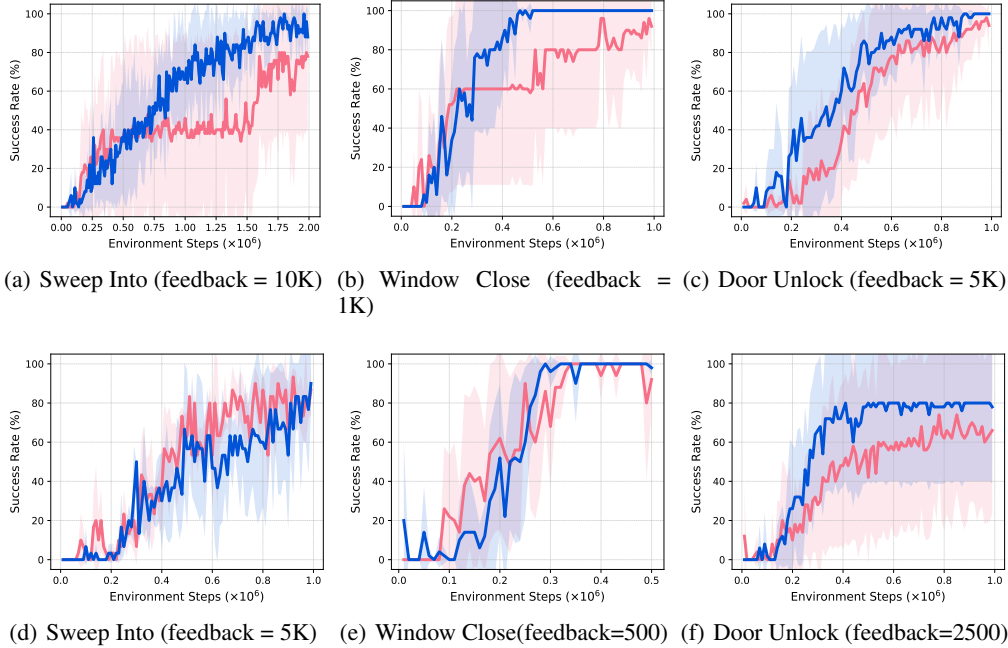 100
80
60
40
20
0
Success Rate (%)
0.00 0.25 0.50 0.75 1.00 1.25 1.50 1.75 2.00
Environment Steps (×10⁶)
(a) Sweep Into (feedback = 10K)
100
80
60
40
20
0
Success Rate (%)
0.0 0.2 0.4 0.6 0.8 1.0
Environment Steps (×10⁶)
(b) Window Close (feedback =
1K)
100
80
60
40
20
0
Success Rate (%)
0.0 0.2 0.4 0.6 0.8 1.0
Environment Steps (×10⁶)
(c) Door Unlock (feedback = 5K)
100
80
60
40
20
0
Success Rate (%)
0.0 0.2 0.4 0.6 0.8 1.0
Environment Steps (×10⁶)
(d) Sweep Into (feedback = 5K)
100
80
60
40
20
0
Success Rate (%)
0.0 0.1 0.2 0.3 0.4 0.5
Environment Steps (×10⁶)
(e) Window Close(feedback=500)
100
80
60
40
20
0
Success Rate (%)
0.0 0.2 0.4 0.6 0.8 1.0
Environment Steps (×10⁶)
(f) Door Unlock (feedback=2500)